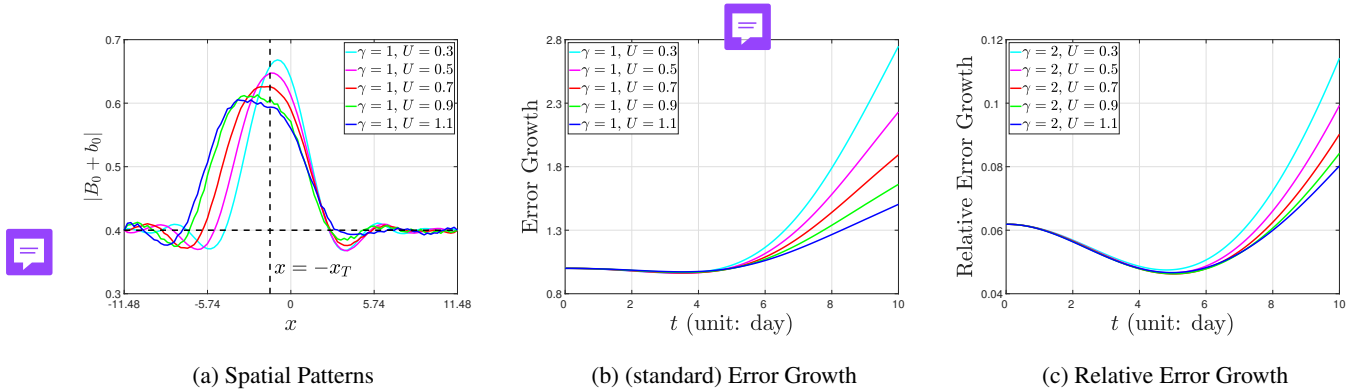 0.7
0.6
0.5
0.4
0.3
|B₀ + b₀|
γ = 1, U = 0.3
γ = 1, U = 0.5
γ = 1, U = 0.7
γ = 1, U = 0.9
γ = 1, U = 1.1
x = −x_T
-11.48 -5.74 0 5.74 11.48
x
(a) Spatial Patterns
2.8
2.3
1.8
1.3
0.8
Error Growth
γ = 1, U = 0.3
γ = 1, U = 0.5
γ = 1, U = 0.7
γ = 1, U = 0.9
γ = 1, U = 1.1
0 2 4 6 8 10
t (unit: day)
(b) (standard) Error Growth
0.12
0.1
0.08
0.06
0.04
Relative Error Growth
γ = 2, U = 0.3
γ = 2, U = 0.5
γ = 2, U = 0.7
γ = 2, U = 0.9
γ = 2, U = 1.1
0 2 4 6 8 10
t (unit: day)
(c) Relative Error Growth